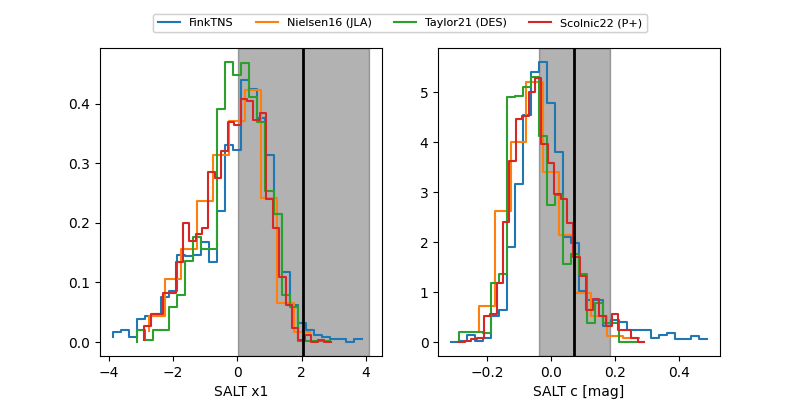 FinkTNS Nielsen16 (JLA) Taylor21 (DES) Scolnic22 (P+)
0.4
0.3
0.2
0.1
0.0
−4 −2 0 2 4
SALT x1
5
4
3
2
1
0
−0.2 0.0 0.2 0.4
SALT c [mag]